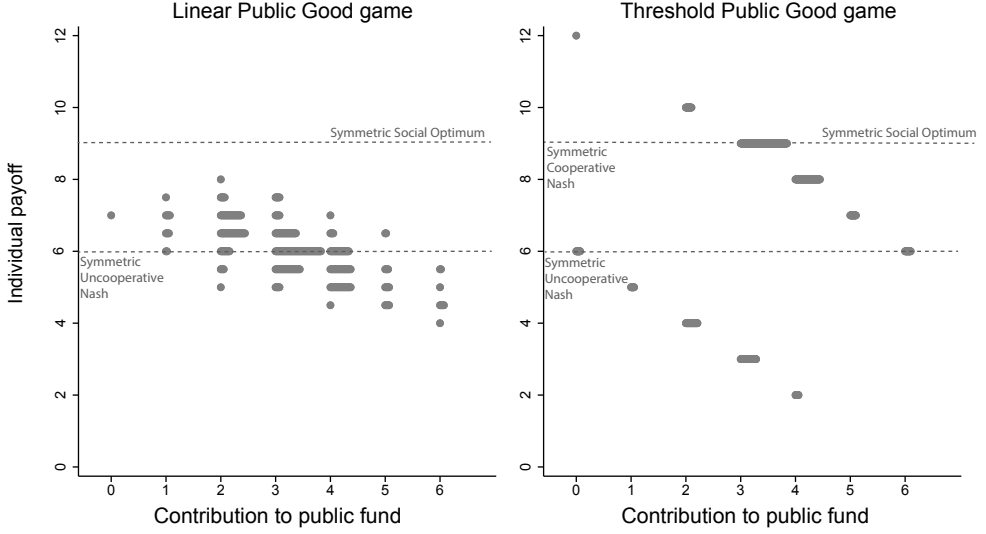 Linear Public Good game
Individual payoff
12
10
8
6
4
2
0
Symmetric Social Optimum
Symmetric
Uncooperative
Nash
0 1 2 3 4 5 6
Contribution to public fund
Threshold Public Good game
12
10
8
6
4
2
0
Symmetric Social Optimum
Symmetric
Cooperative
Nash
Symmetric
Uncooperative
Nash
0 1 2 3 4 5 6
Contribution to public fund